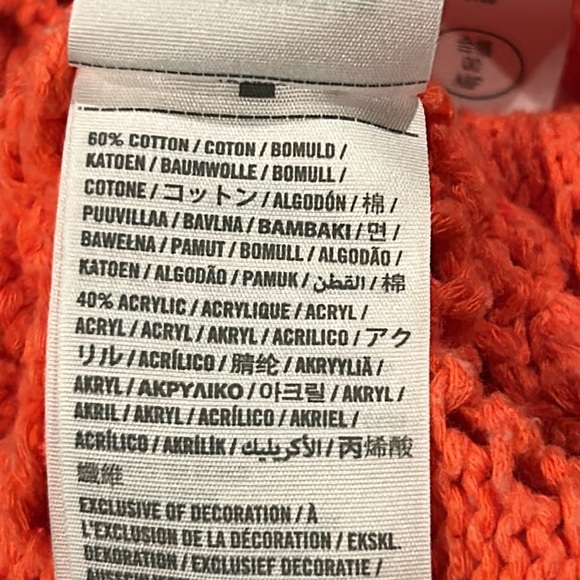 60% COTTON / COTON / BOMULD /
KATOEN / BAUMWOLLE / BOMULL /
COTONE / コットン / ALGODÓN / 棉 /
PUUVILLAA / BAVLNA / ΒΑΜΒΑΚΙ / 면 /
BAWEŁNA / PAMUT / BOMULL / ALGODÃO /
KATOEN / ALGODÃO / PAMUK / القطن / 棉
40% ACRYLIC / ACRYLIQUE / ACRYL /
ACRYL / ACRYL / AKRYL / ACRILICO / アク
リル / ACRÍLICO / 腈纶 / AKRYYLIÄ /
AKRYL / ΑΚΡΥΛΙΚΟ / 아크릴 / AKRYL /
AKRIL / AKRYL / ACRÍLICO / AKRIEL /
ACRÍLICO / AKRİLİK / الأكريليك / 丙烯酸
纖維
EXCLUSIVE OF DECORATION / À
L'EXCLUSION DE LA DÉCORATION / EKSKL.
DEKORATION / EXCLUSIEF DECORATIE /